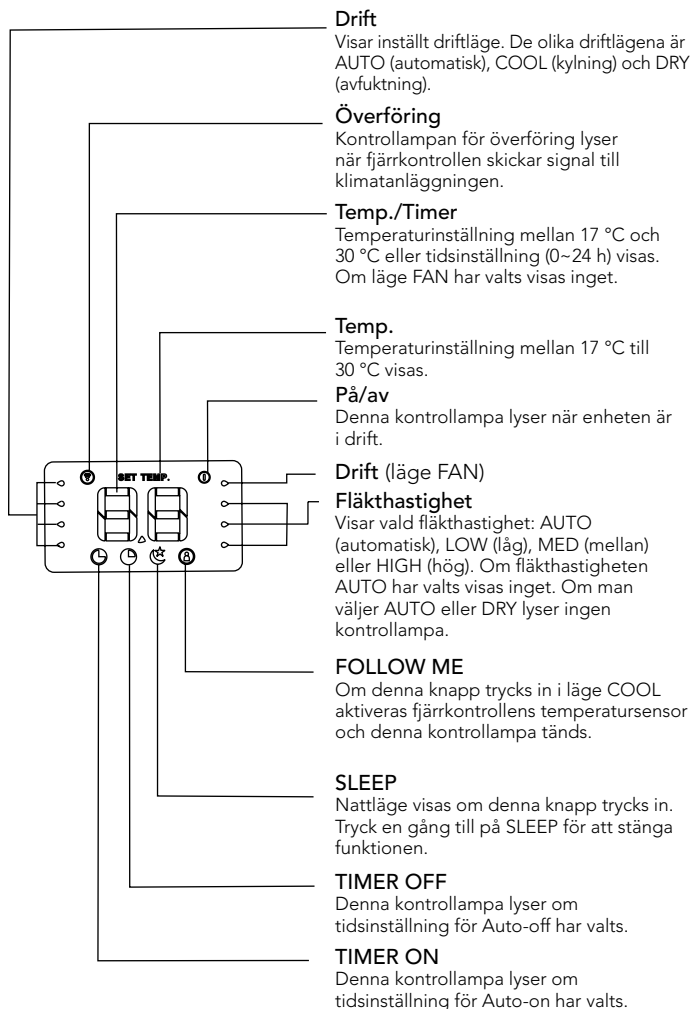 Drift
Visar inställt driftläge. De olika driftlägena är
AUTO (automatisk), COOL (kylning) och DRY
(avfuktning).
Överföring
Kontrollampan för överföring lyser
när fjärrkontrollen skickar signal till
klimatanläggningen.
Temp./Timer
Temperaturinställning mellan 17 °C och
30 °C eller tidsinställning (0~24 h) visas.
Om läge FAN har valts visas inget.
Temp.
Temperaturinställning mellan 17 °C till
30 °C visas.
På/av
Denna kontrollampa lyser när enheten är
i drift.
SET TEMP.
Drift (läge FAN)
Fläkthastighet
Visar vald fläkthastighet: AUTO
(automatisk), LOW (låg), MED (mellan)
eller HIGH (hög). Om fläkthastigheten
AUTO har valts visas inget. Om man
väljer AUTO eller DRY lyser ingen
kontrollampa.
FOLLOW ME
Om denna knapp trycks in i läge COOL
aktiveras fjärrkontrollens temperatursensor
och denna kontrollampa tänds.
SLEEP
Nattläge visas om denna knapp trycks in.
Tryck en gång till på SLEEP för att stänga
funktionen.
TIMER OFF
Denna kontrollampa lyser om
tidsinställning för Auto-off har valts.
TIMER ON
Denna kontrollampa lyser om
tidsinställning för Auto-on har valts.